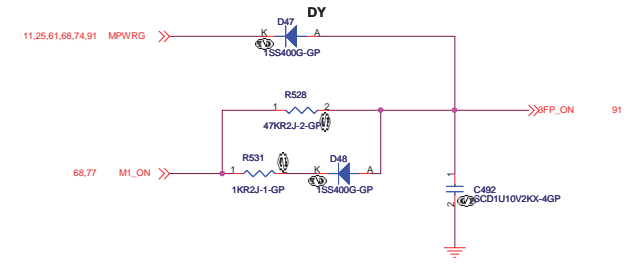 DY
D47
11,25,61,68,74,91 MPWRG
K A
1SS400G-GP
R528
1 2
47KR2J-2-GP
3FP_ON 91
R531
D48
68,77 M1_ON
1
K A
1KR2J-1-GP
1SS400G-GP
1
C492
SCD1U10V2KX-4GP
2